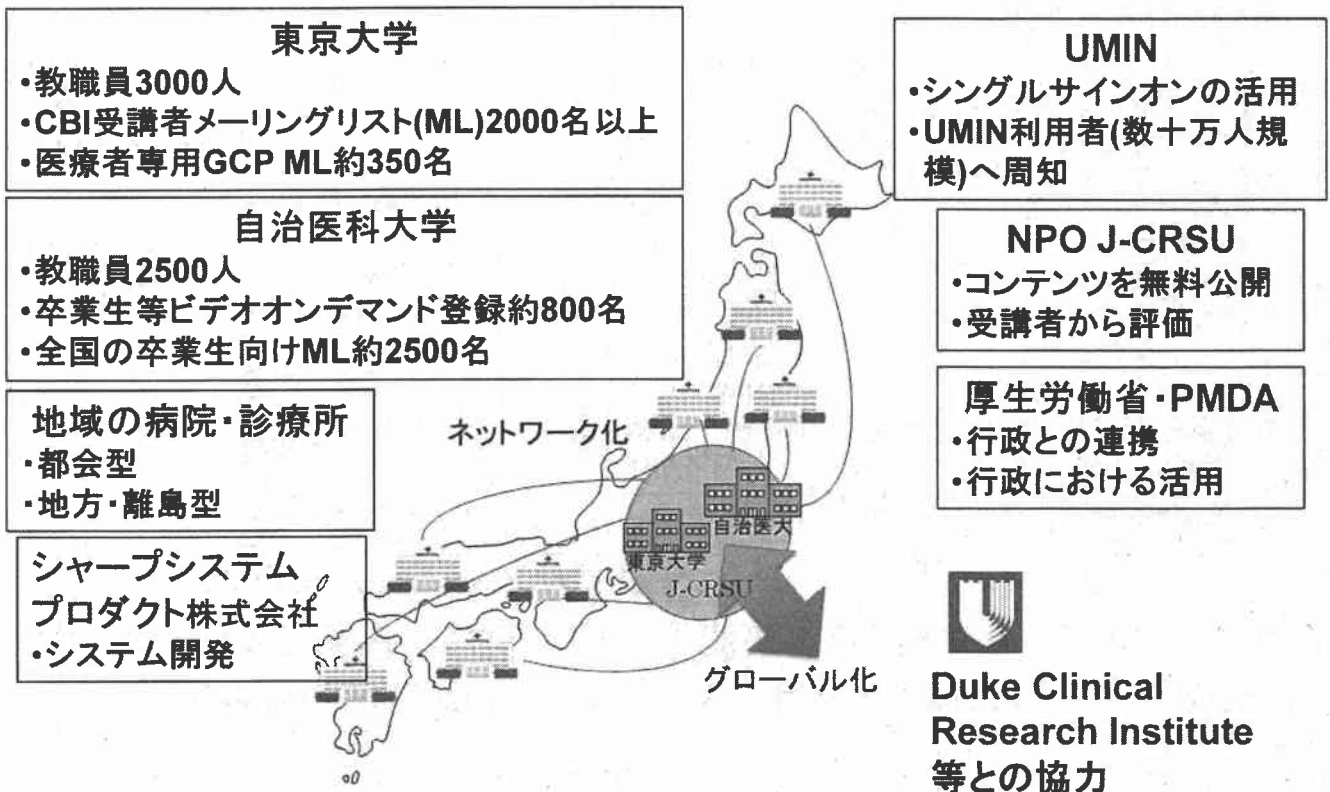 東京大学
•教職員3000人
•CBI受講者メーリングリスト(ML)2000名以上
•医療者専用GCP ML約350名
自治医科大学
•教職員2500人
•卒業生等ビデオオンデマンド登録約800名
•全国の卒業生向けML約2500名
地域の病院・診療所
・都会型
・地方・離島型
シャープシステム
プロダクト株式会社
•システム開発
ネットワーク化
自治医大
東京大学
J-CRSU
グローバル化
UMIN
•シングルサインオンの活用
•UMIN利用者(数十万人規
模)へ周知
NPO J-CRSU
•コンテンツを無料公開
•受講者から評価
厚生労働省・PMDA
•行政との連携
•行政における活用
Duke Clinical
Research Institute
等との協力